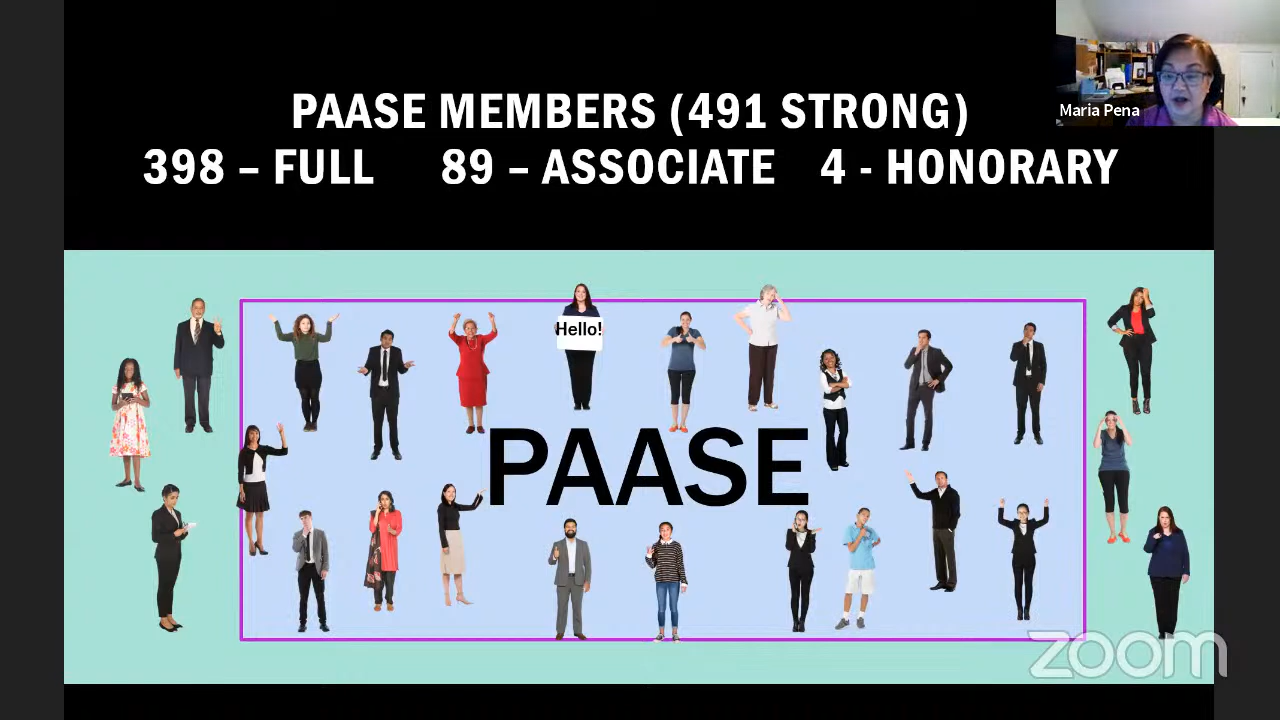 PAASE MEMBERS (491 STRONG)
398 – FULL 89 – ASSOCIATE 4 - HONORARY
Maria Pena
Hello!
PAASE
zoom